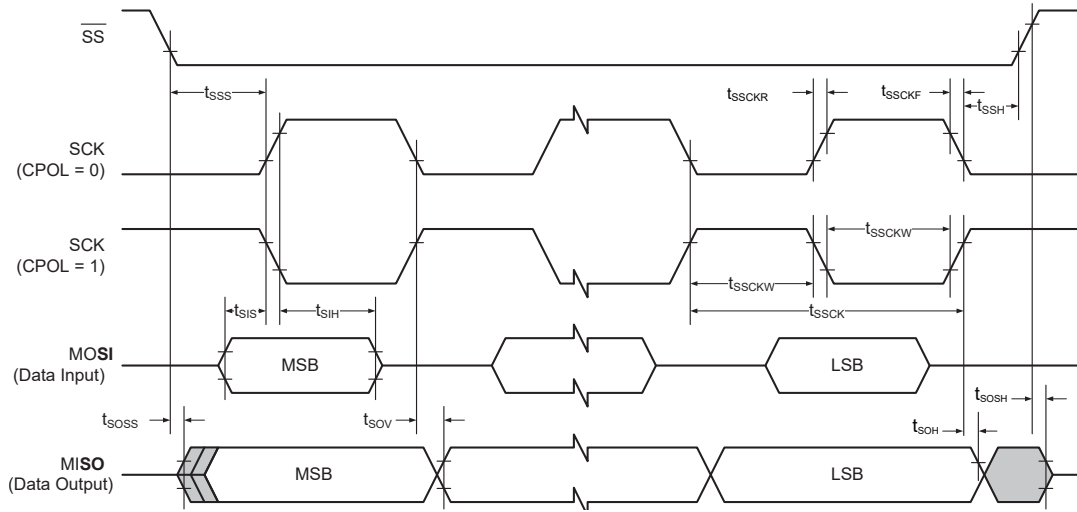 SS
tSSS
tSSCKR
tSSCKF
tSSH
SCK
(CPOL = 0)
SCK
(CPOL = 1)
tSSCKW
tSSCKW
tSSCK
tSIS
tSIH
MOSI
(Data Input)
MSB
LSB
tSOSS
tSOV
tSOH
tSOSH
MISO
(Data Output)
MSB
LSB